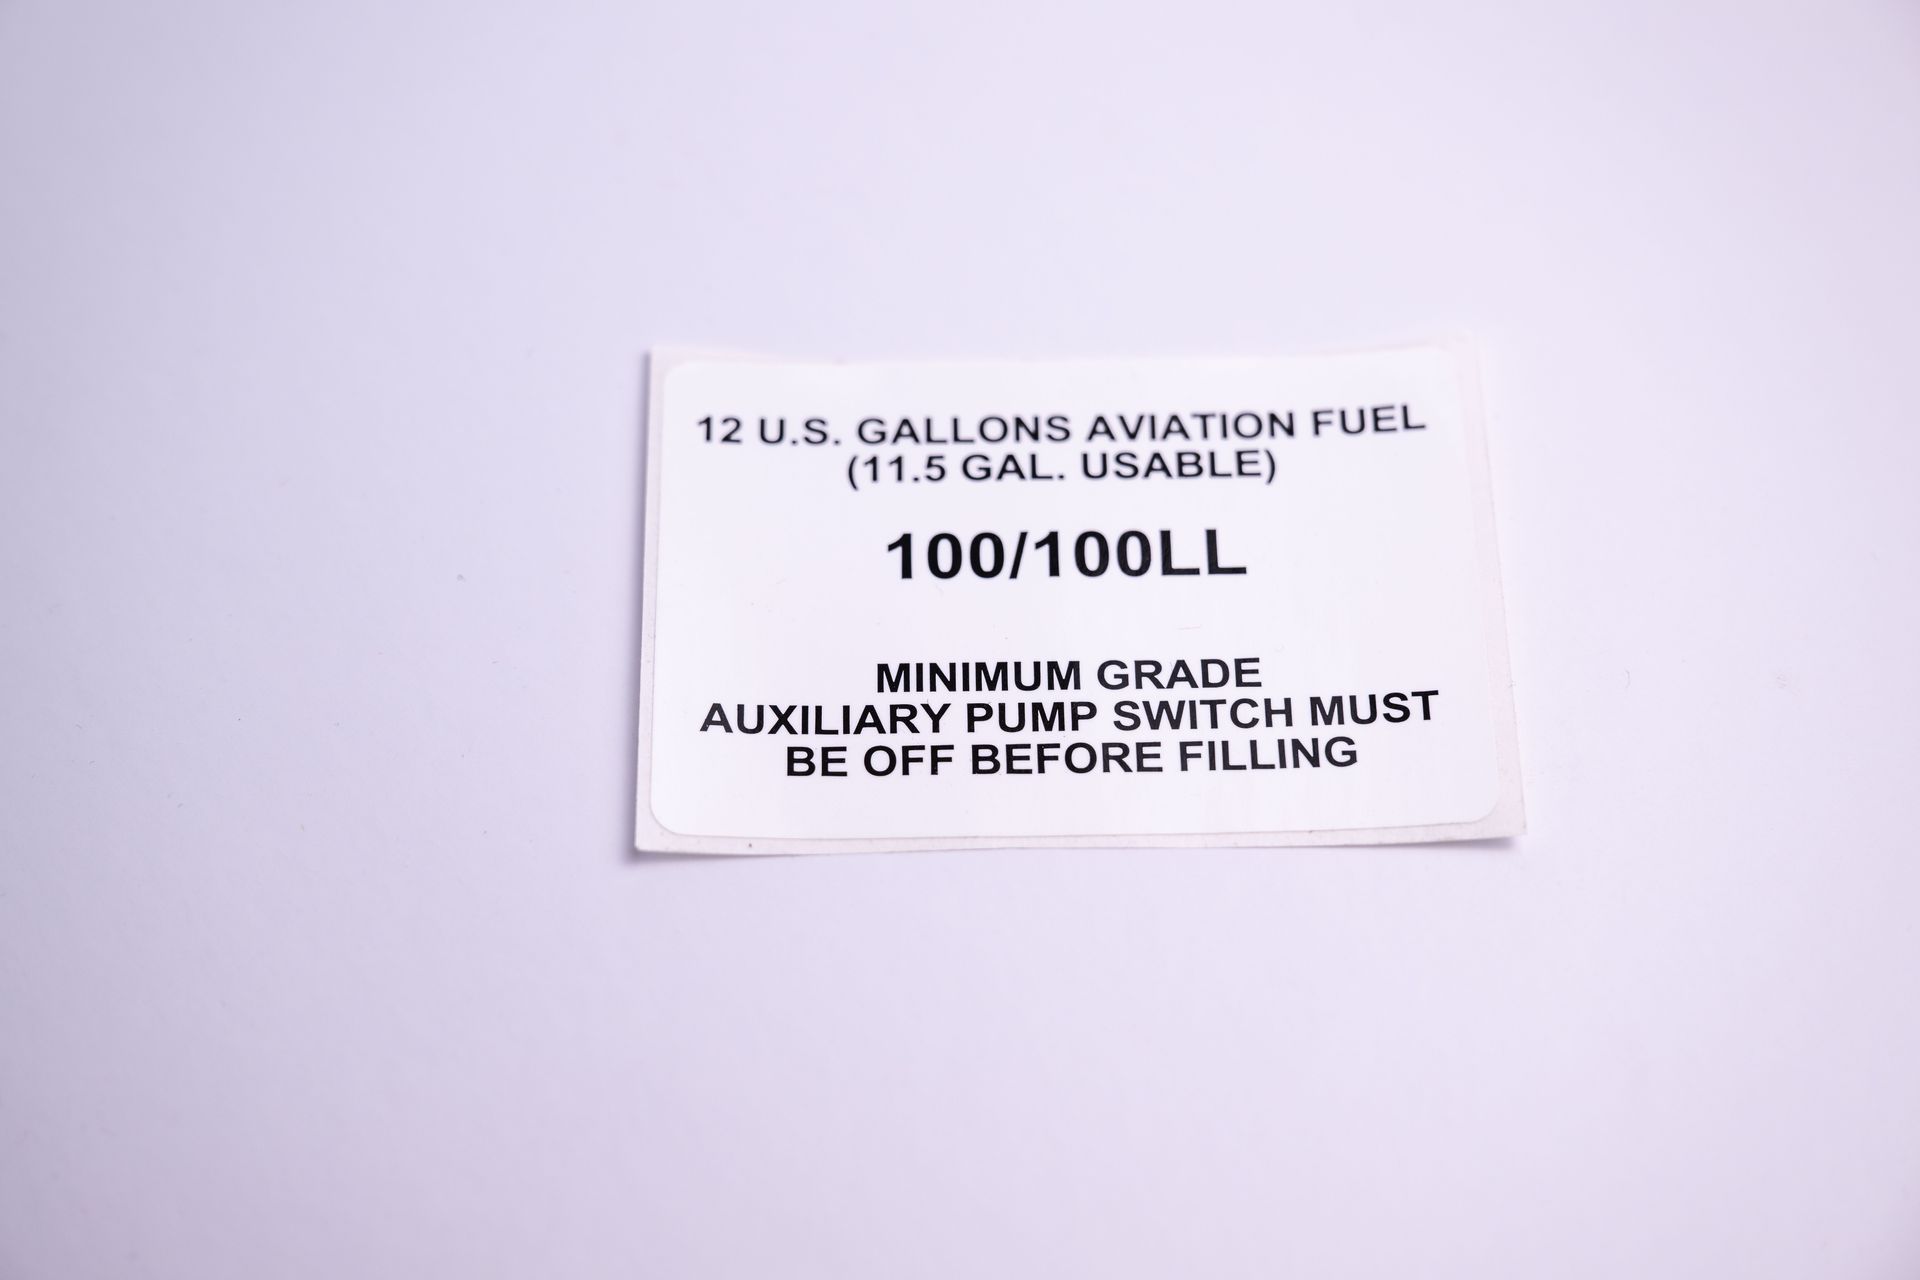 12 U.S. GALLONS AVIATION FUEL
(11.5 GAL. USABLE)
100/100LL
MINIMUM GRADE
AUXILIARY PUMP SWITCH MUST
BE OFF BEFORE FILLING